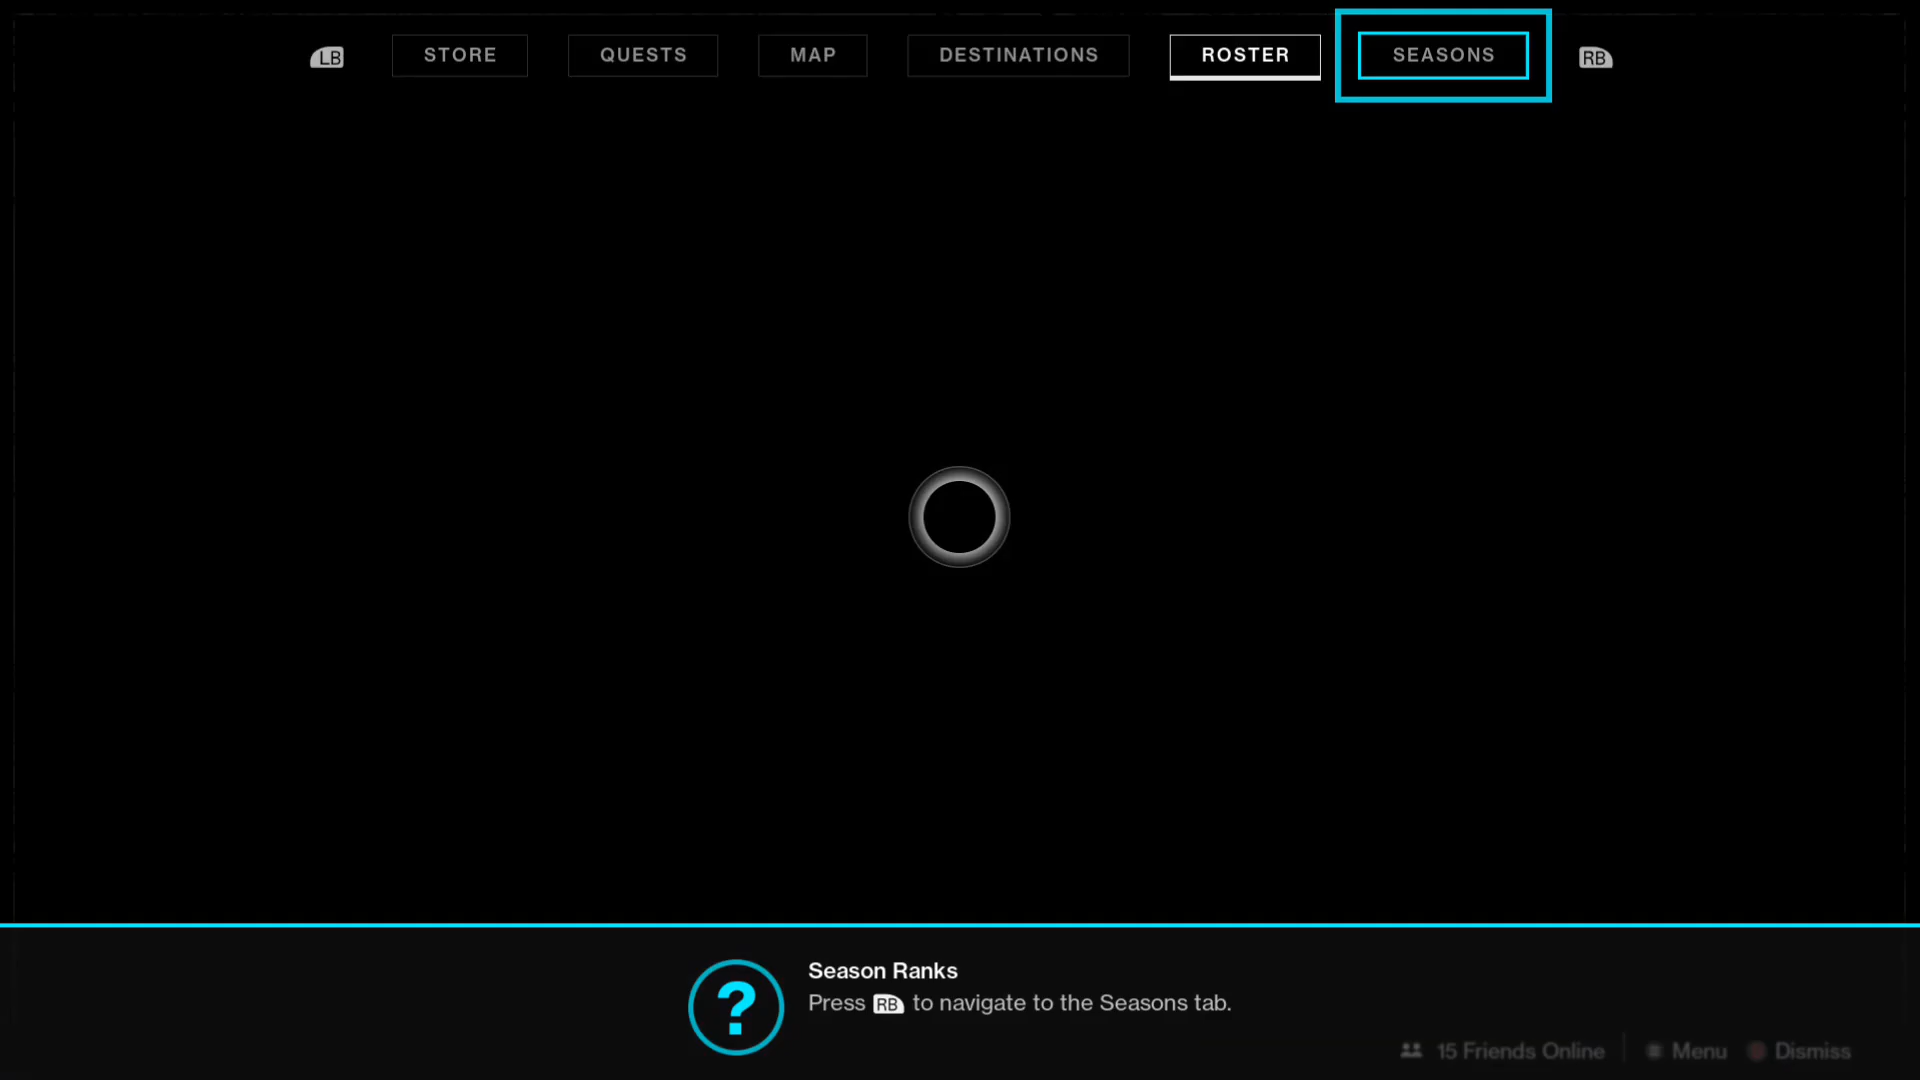 LB STORE QUESTS MAP DESTINATIONS ROSTER SEASONS RB
?
Season Ranks
Press RB to navigate to the Seasons tab.
15 Friends Online Menu Dismiss